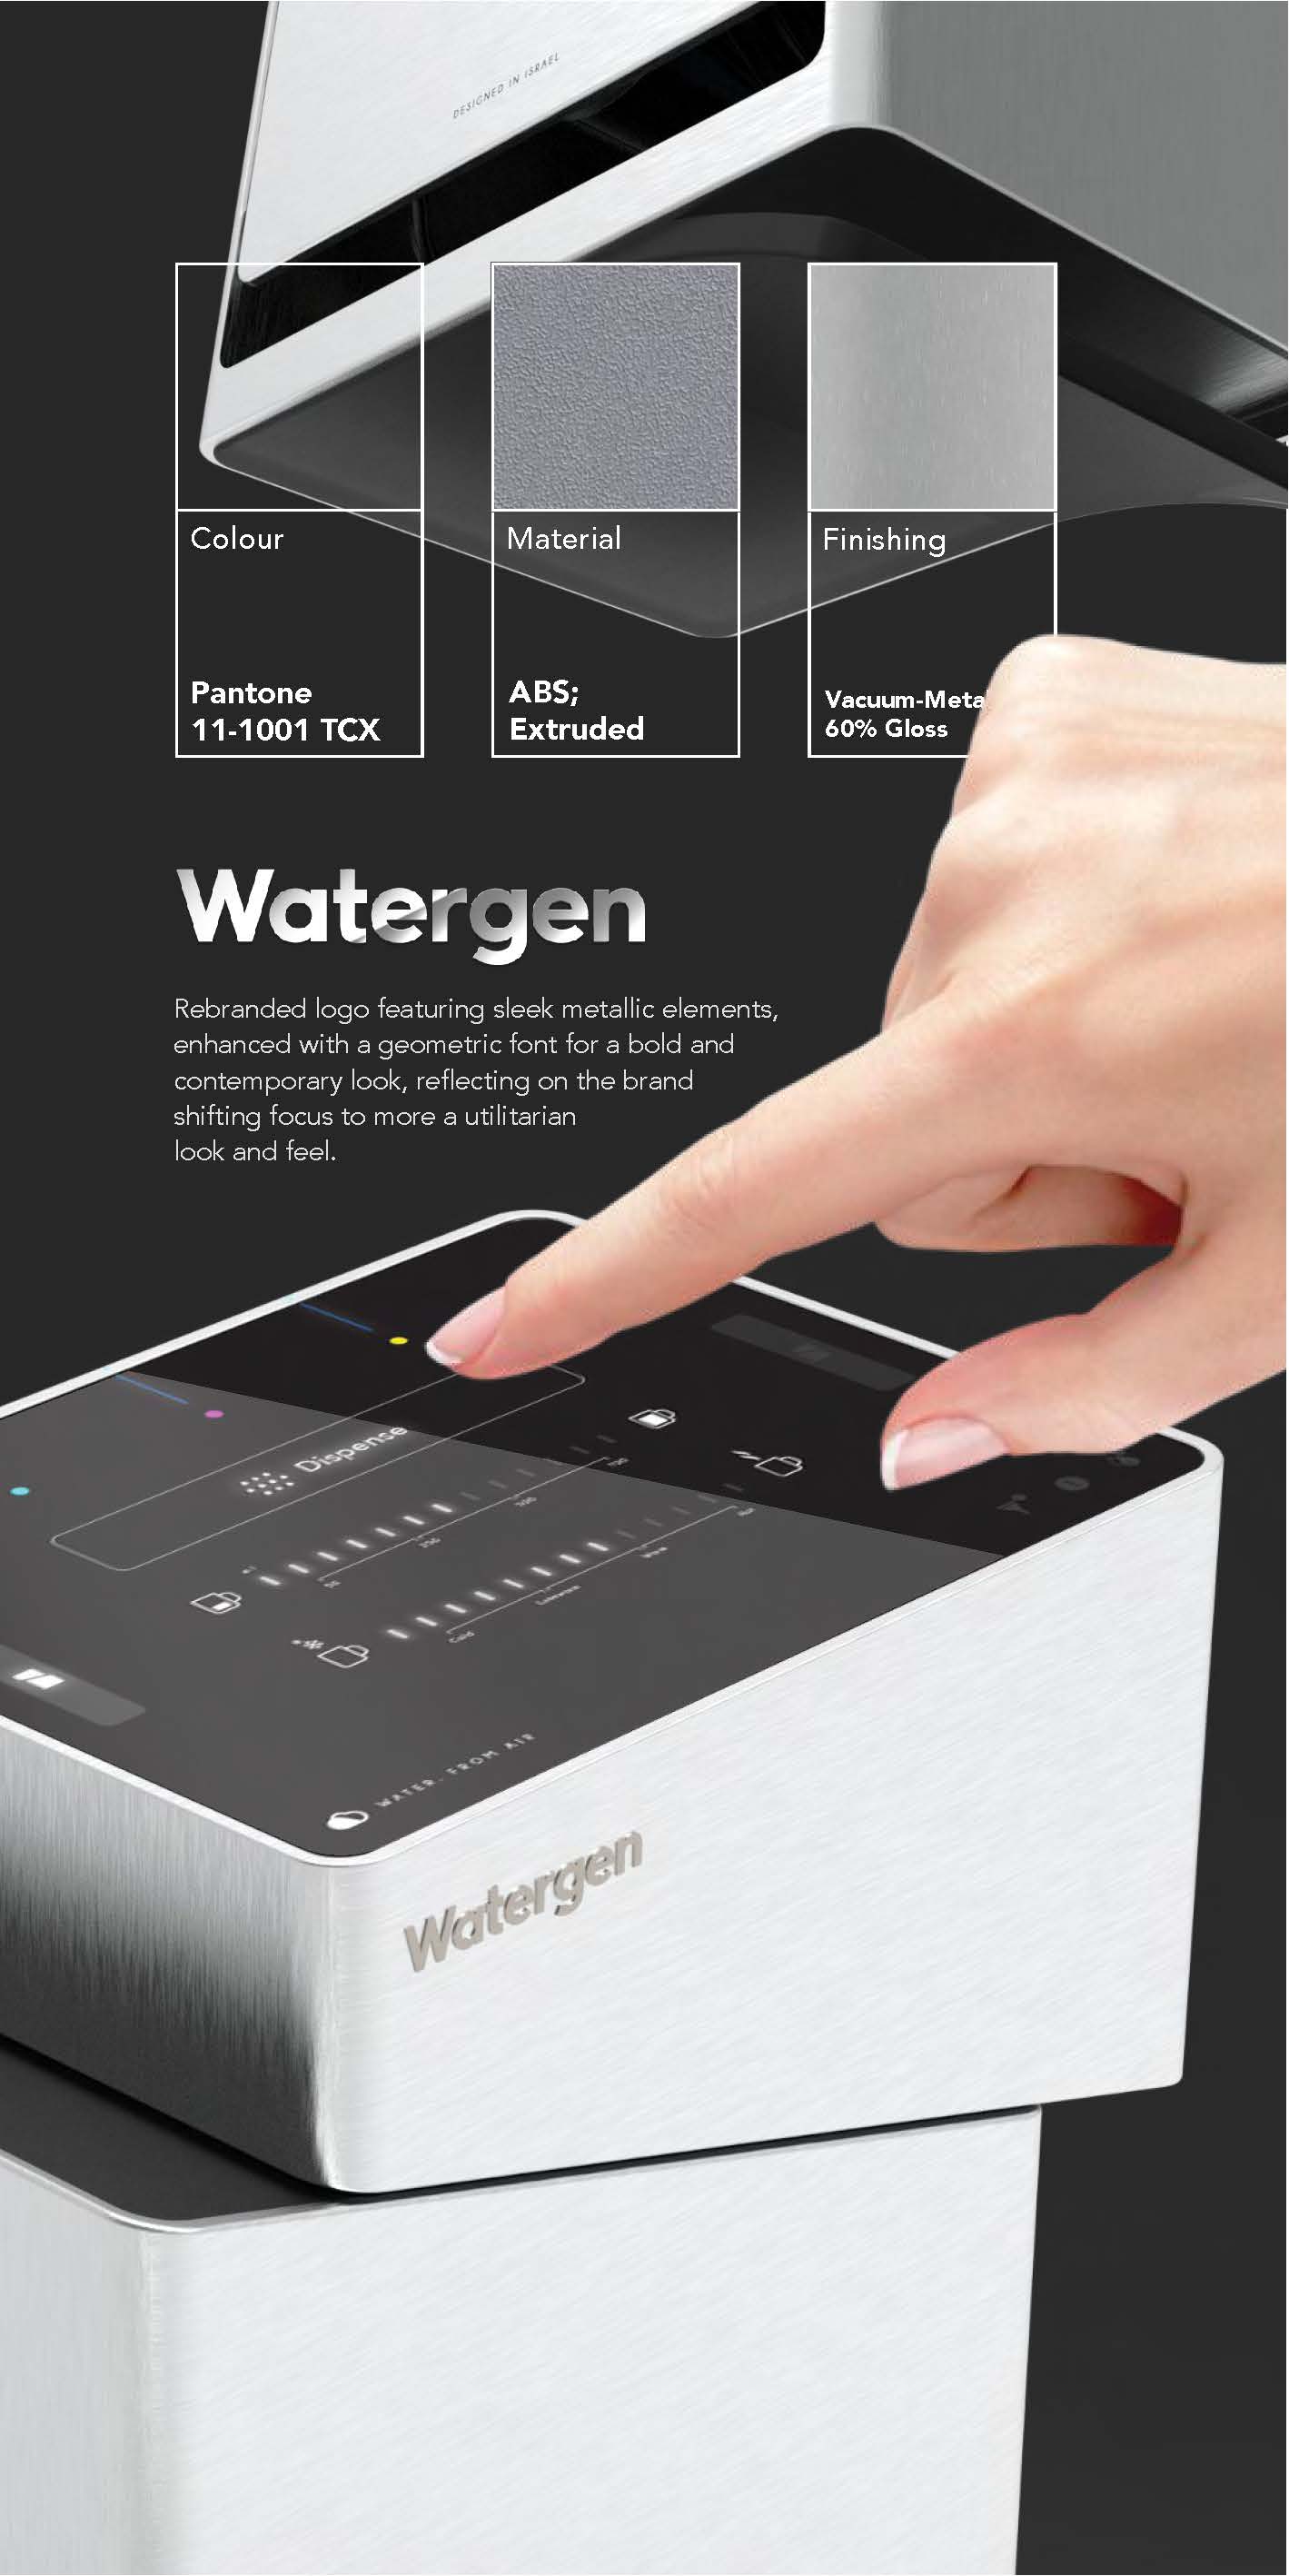 DESIGNED IN ISRAEL
Colour
Pantone
11-1001 TCX
Material
ABS;
Extruded
Finishing
Vacuum-Meta
60% Gloss
Watergen
Rebranded logo featuring sleek metallic elements,
enhanced with a geometric font for a bold and
contemporary look, reflecting on the brand
shifting focus to more a utilitarian
look and feel.
Dispense
Cold
WATER. FROM AIR
Watergen